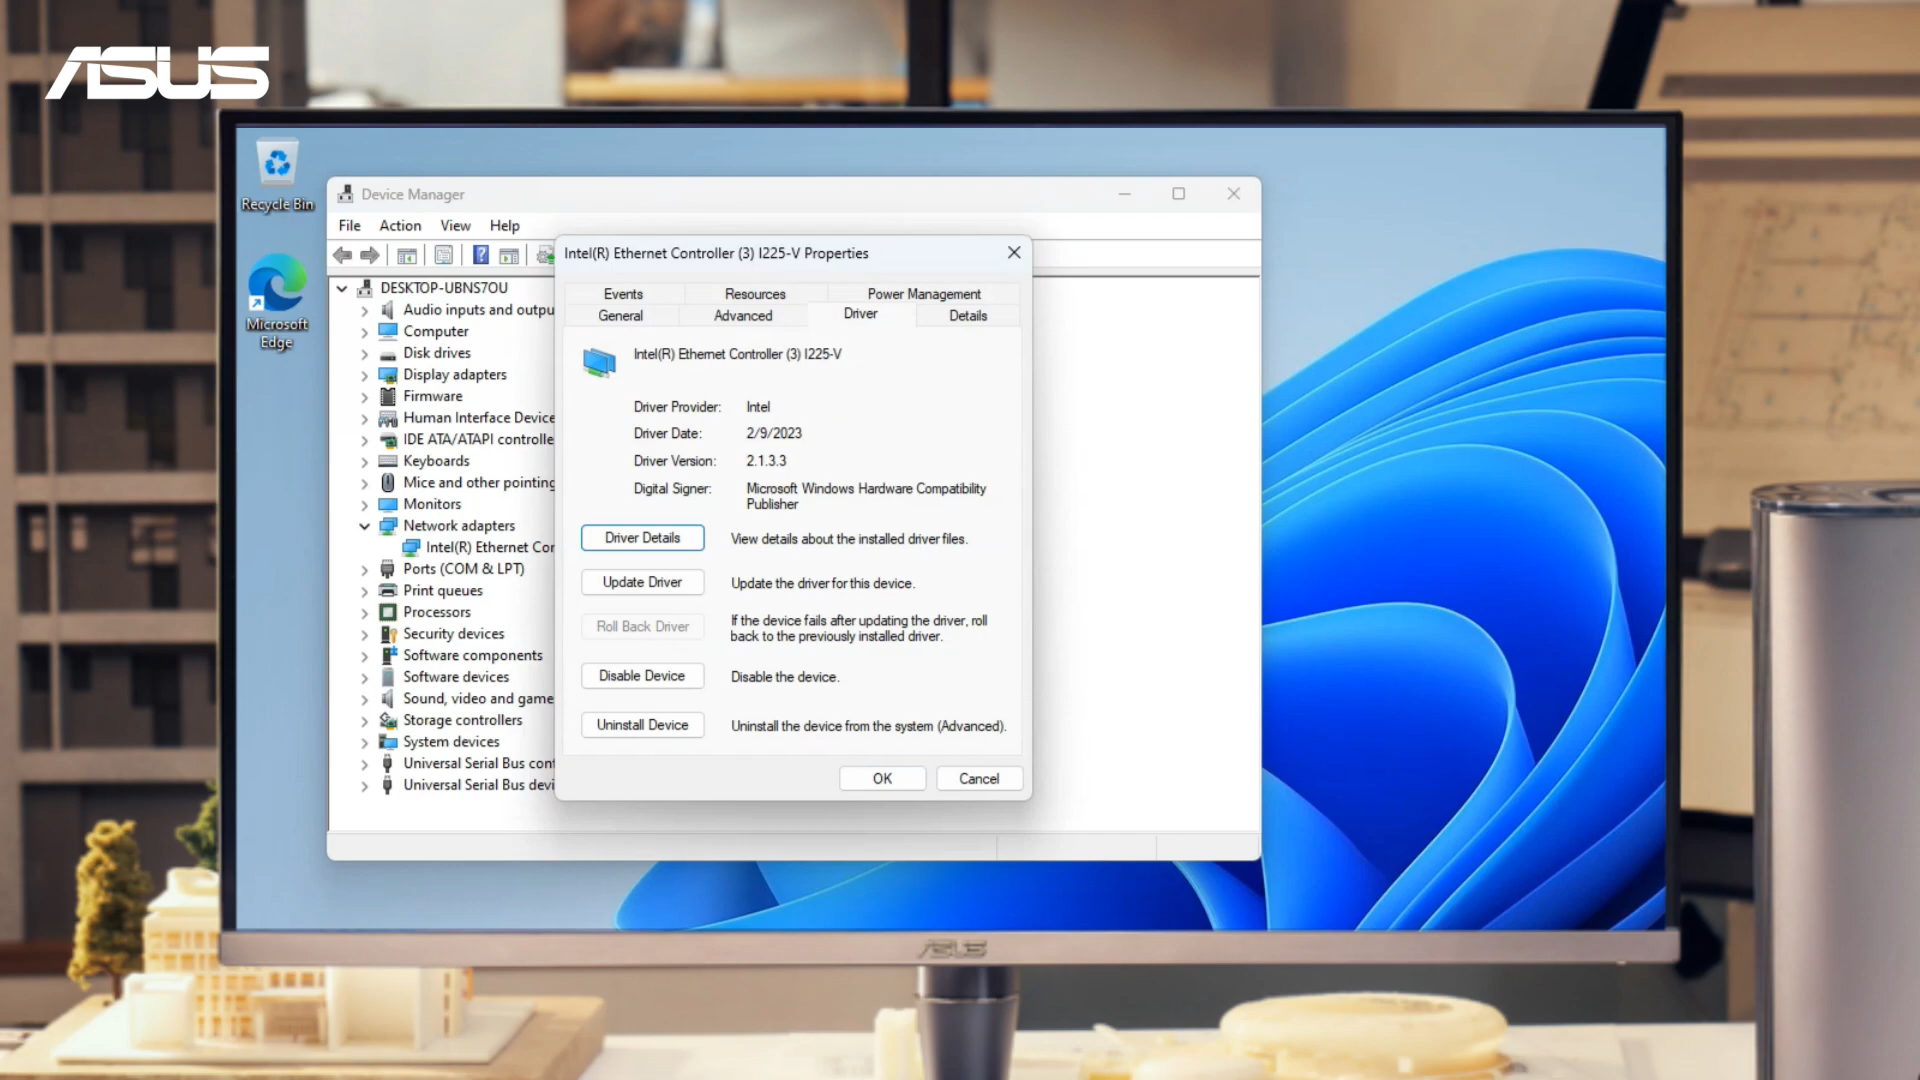 ASUS
Recycle Bin
Microsoft
Edge
Device Manager
File Action View Help
DESKTOP-UBNS7OU
Audio inputs and outpu
Computer
Disk drives
Display adapters
Firmware
Human Interface Device
IDE ATA/ATAPI controlle
Keyboards
Mice and other pointing
Monitors
Network adapters
Intel(R) Ethernet Cor
Ports (COM & LPT)
Print queues
Processors
Security devices
Software components
Software devices
Sound, video and game
Storage controllers
System devices
Universal Serial Bus cont
Universal Serial Bus devi
Intel(R) Ethernet Controller (3) I225-V Properties
Events Resources Power Management
General Advanced Driver Details
Intel(R) Ethernet Controller (3) I225-V
Driver Provider: Intel
Driver Date: 2/9/2023
Driver Version: 2.1.3.3
Digital Signer: Microsoft Windows Hardware Compatibility
Publisher
Driver Details View details about the installed driver files.
Update Driver Update the driver for this device.
Roll Back Driver If the device fails after updating the driver, roll
back to the previously installed driver.
Disable Device Disable the device.
Uninstall Device Uninstall the device from the system (Advanced).
OK Cancel
ASUS